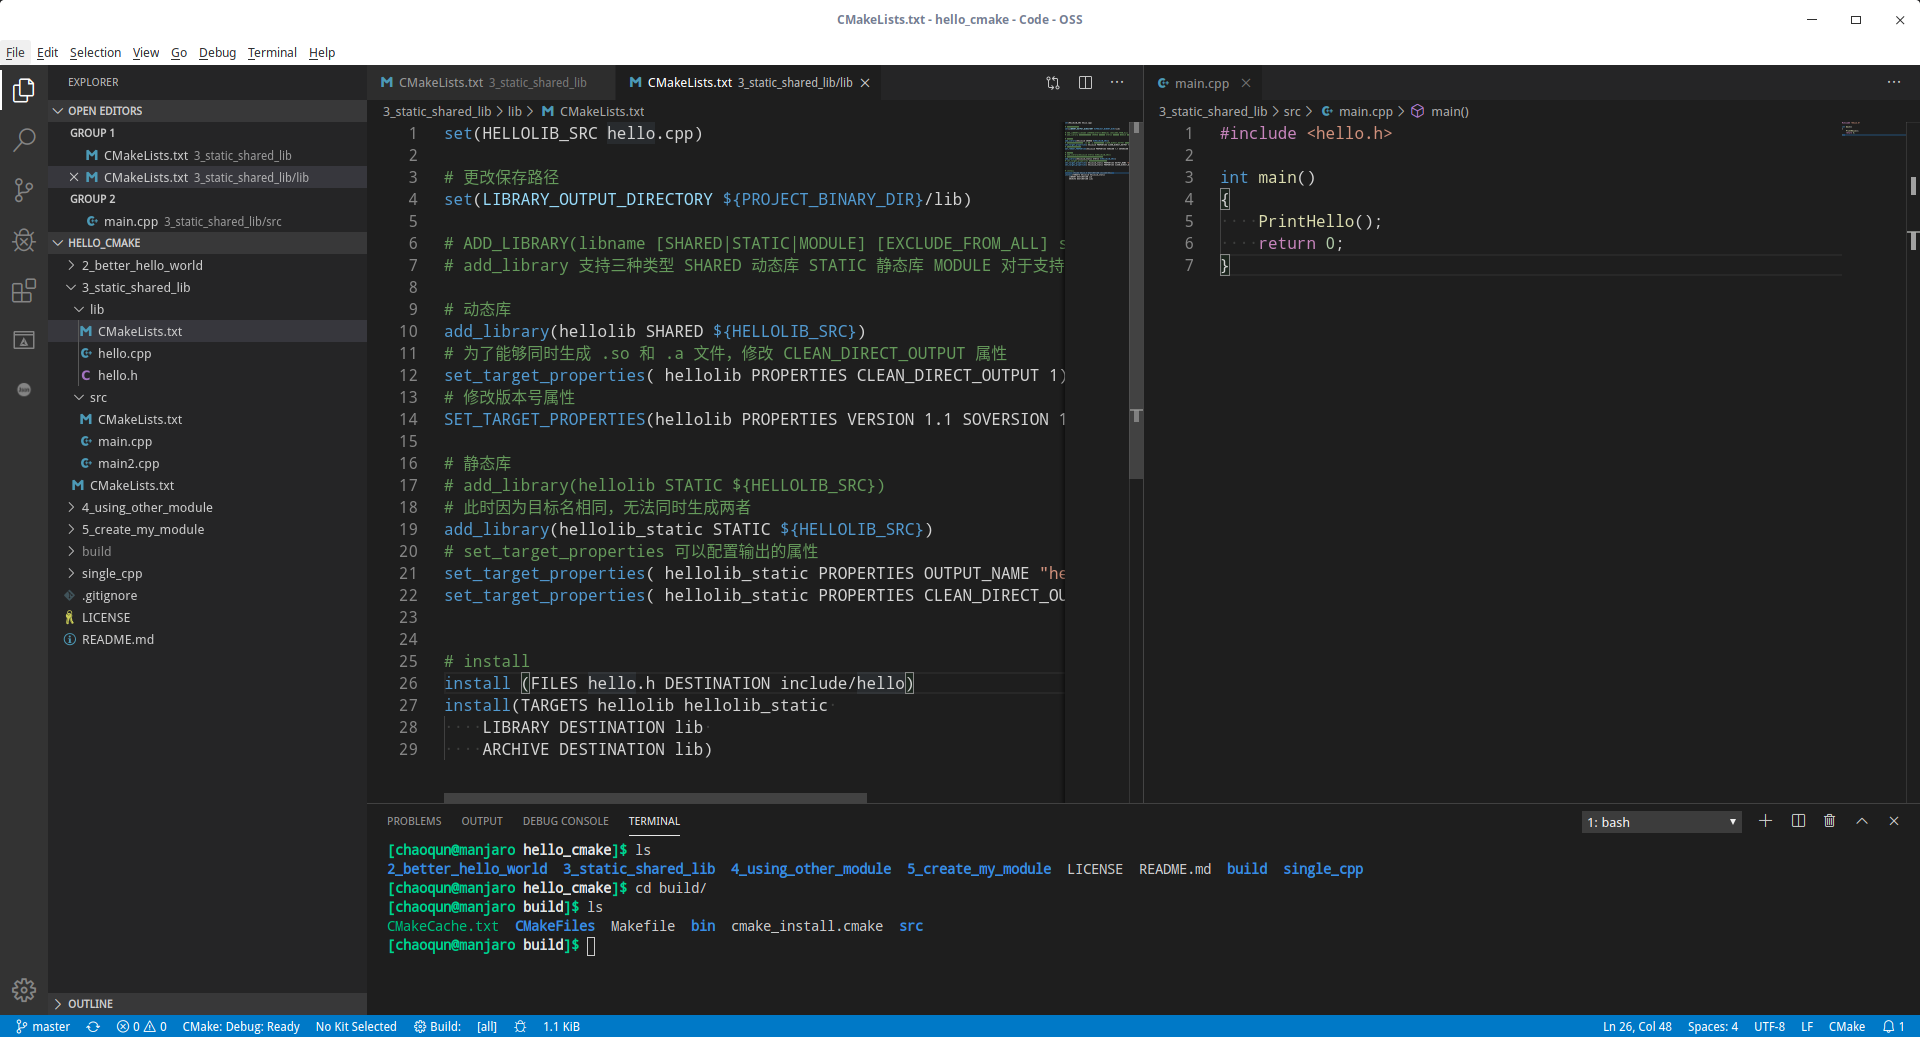 CMakeLists.txt - hello_cmake - Code - OSS
File Edit Selection View Go Debug Terminal Help
EXPLORER
OPEN EDITORS
GROUP 1
CMakeLists.txt 3_static_shared_lib
CMakeLists.txt 3_static_shared_lib/lib
GROUP 2
main.cpp 3_static_shared_lib/src
HELLO_CMAKE
2_better_hello_world
3_static_shared_lib
lib
CMakeLists.txt
hello.cpp
hello.h
src
CMakeLists.txt
main.cpp
main2.cpp
CMakeLists.txt
4_using_other_module
5_create_my_module
build
single_cpp
.gitignore
LICENSE
README.md
OUTLINE
CMakeLists.txt 3_static_shared_lib
CMakeLists.txt 3_static_shared_lib/lib
3_static_shared_lib > lib > CMakeLists.txt
1 set(HELLOLIB_SRC hello.cpp)
2
3 # 更改保存路径
4 set(LIBRARY_OUTPUT_DIRECTORY ${PROJECT_BINARY_DIR}/lib)
5
6 # ADD_LIBRARY(libname [SHARED|STATIC|MODULE] [EXCLUDE_FROM_ALL] s
7 # add_library 支持三种类型 SHARED 动态库 STATIC 静态库 MODULE 对于支持
8
9 # 动态库
10 add_library(hellolib SHARED ${HELLOLIB_SRC})
11 # 为了能够同时生成 .so 和 .a 文件，修改 CLEAN_DIRECT_OUTPUT 属性
12 set_target_properties( hellolib PROPERTIES CLEAN_DIRECT_OUTPUT 1)
13 # 修改版本号属性
14 SET_TARGET_PROPERTIES(hellolib PROPERTIES VERSION 1.1 SOVERSION 1
15
16 # 静态库
17 # add_library(hellolib STATIC ${HELLOLIB_SRC})
18 # 此时因为目标名相同，无法同时生成两者
19 add_library(hellolib_static STATIC ${HELLOLIB_SRC})
20 # set_target_properties 可以配置输出的属性
21 set_target_properties( hellolib_static PROPERTIES OUTPUT_NAME "he
22 set_target_properties( hellolib_static PROPERTIES CLEAN_DIRECT_OU
23
24
25 # install
26 install (FILES hello.h DESTINATION include/hello)
27 install(TARGETS hellolib hellolib_static
28 LIBRARY DESTINATION lib
29 ARCHIVE DESTINATION lib)
main.cpp
3_static_shared_lib > src > main.cpp > main()
1 #include <hello.h>
2
3 int main()
4 {
5 PrintHello();
6 return 0;
7 }
PROBLEMS OUTPUT DEBUG CONSOLE TERMINAL
1: bash
[chaoqun@manjaro hello_cmake]$ ls
2_better_hello_world 3_static_shared_lib 4_using_other_module 5_create_my_module LICENSE README.md build single_cpp
[chaoqun@manjaro hello_cmake]$ cd build/
[chaoqun@manjaro build]$ ls
CMakeCache.txt CMakeFiles Makefile bin cmake_install.cmake src
[chaoqun@manjaro build]$
master 0 0 CMake: Debug: Ready No Kit Selected Build: [all] 1.1 KiB Ln 26, Col 48 Spaces: 4 UTF-8 LF CMake 1